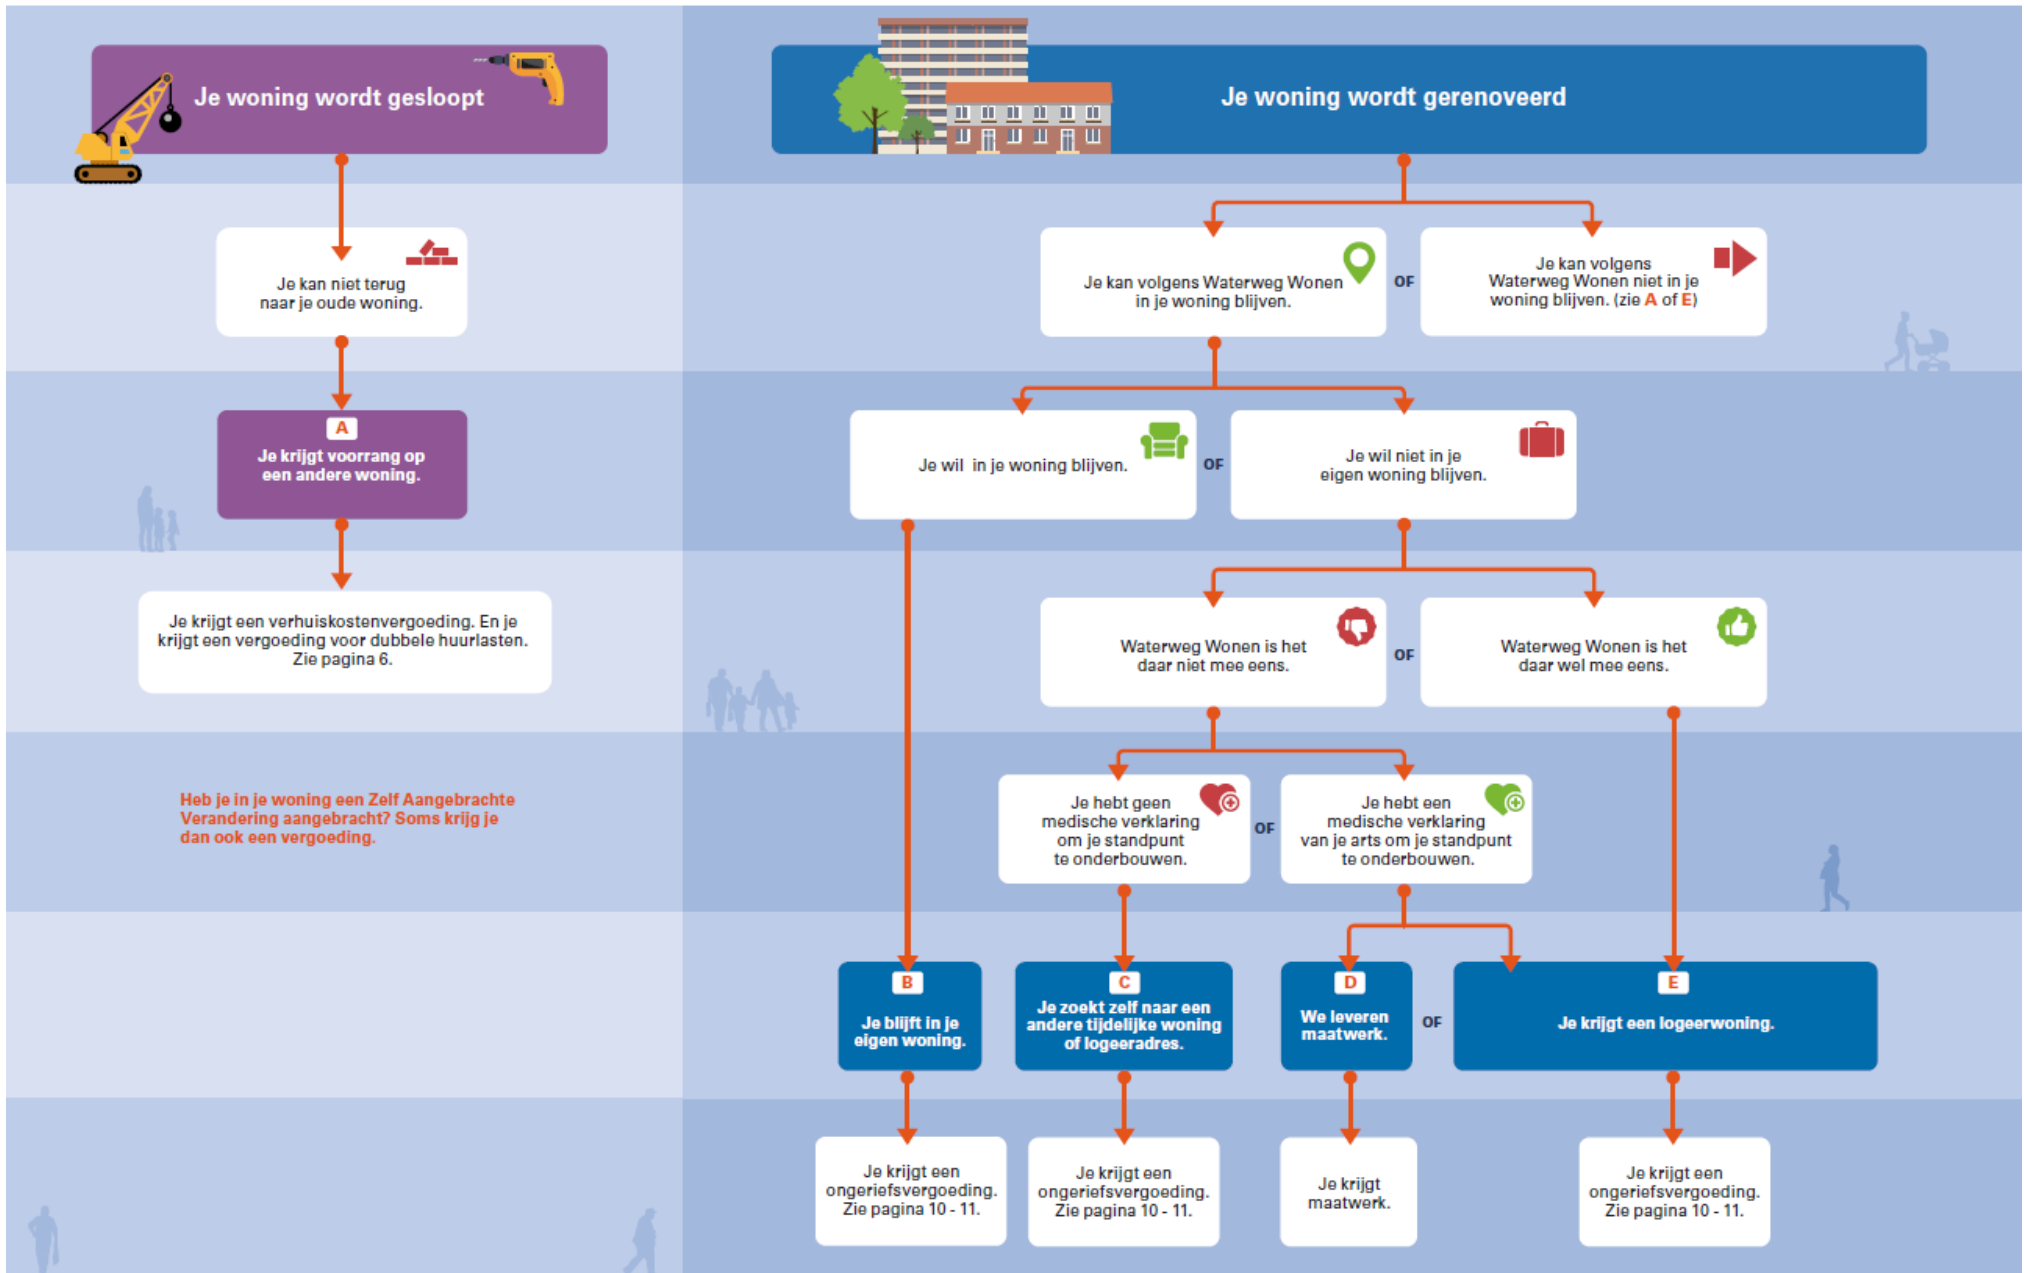 Je woning wordt gesloopt
Je kan niet terug
naar je oude woning.
A
Je krijgt voorrang op
een andere woning.
Je krijgt een verhuiskostenvergoeding. En je
krijgt een vergoeding voor dubbele huurlasten.
Zie pagina 6.
Heb je in je woning een Zelf Aangebrachte
Verandering aangebracht? Soms krijg je
dan ook een vergoeding.
Je woning wordt gerenoveerd
Je kan volgens Waterweg Wonen
in je woning blijven.
OF
Je kan volgens
Waterweg Wonen niet in je
woning blijven. (zie A of E)
Je wil in je woning blijven.
OF
Je wil niet in je
eigen woning blijven.
Waterweg Wonen is het
daar niet mee eens.
OF
Waterweg Wonen is het
daar wel mee eens.
Je hebt geen
medische verklaring
om je standpunt
te onderbouwen.
OF
Je hebt een
medische verklaring
van je arts om je standpunt
te onderbouwen.
B
Je blijft in je
eigen woning.
C
Je zoekt zelf naar een
andere tijdelijke woning
of logeeradres.
D
We leveren
maatwerk.
OF
E
Je krijgt een logeerwoning.
Je krijgt een
ongeriefsvergoeding.
Zie pagina 10 - 11.
Je krijgt een
ongeriefsvergoeding.
Zie pagina 10 - 11.
Je krijgt
maatwerk.
Je krijgt een
ongeriefsvergoeding.
Zie pagina 10 - 11.